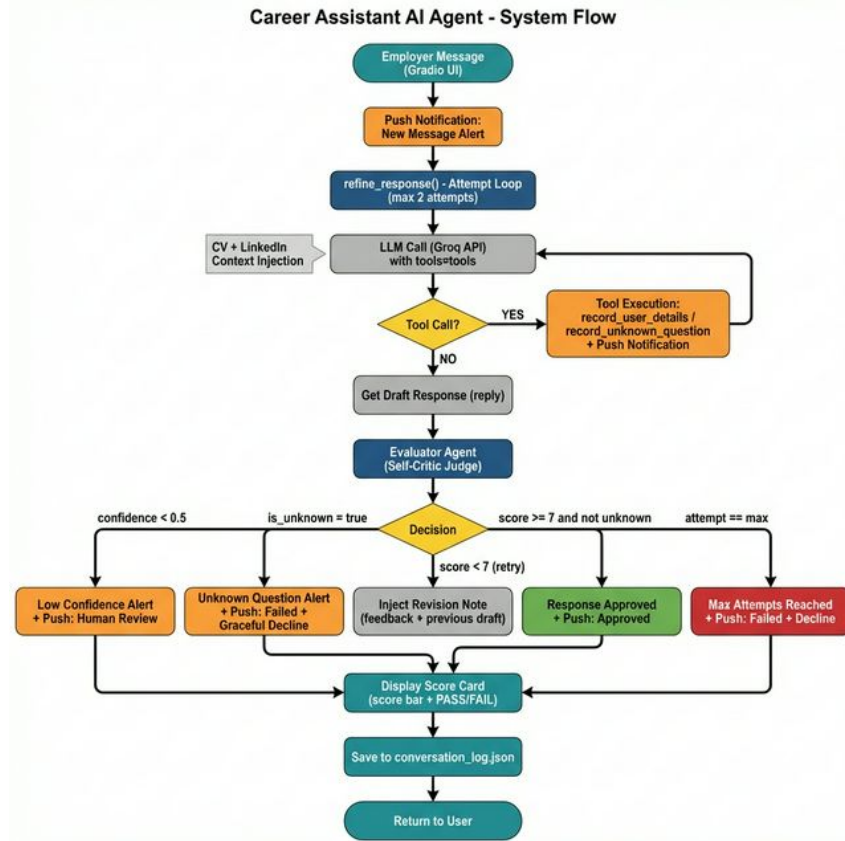 Career Assistant AI Agent - System Flow
Employer Message
(Gradio UI)
Push Notification:
New Message Alert
refine_response() - Attempt Loop
(max 2 attempts)
CV + LinkedIn
Context Injection
LLM Call (Groq API)
with tools=tools
Tool Call?
YES
Tool Execution:
record_user_details /
record_unknown_question
+ Push Notification
NO
Get Draft Response (reply)
Evaluator Agent
(Self-Critic Judge)
confidence < 0.5
is_unknown = true
Decision
score >= 7 and not unknown
attempt == max
score < 7 (retry)
Low Confidence Alert
+ Push: Human Review
Unknown Question Alert
+ Push: Failed +
Graceful Decline
Inject Revision Note
(feedback + previous draft)
Response Approved
+ Push: Approved
Max Attempts Reached
+ Push: Failed + Decline
Display Score Card
(score bar + PASS/FAIL)
Save to conversation_log.json
Return to User